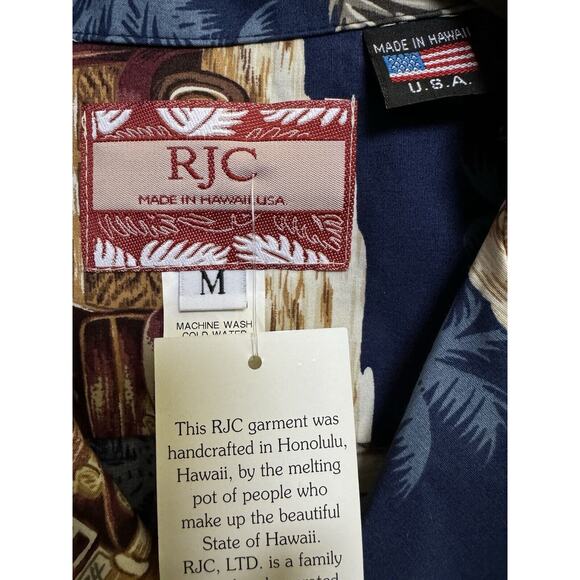 MADE IN HAWAII
U.S.A.
RJC
MADE IN HAWAII, USA
M
MACHINE WASH
COLD WATER
This RJC garment was
handcrafted in Honolulu,
Hawaii, by the melting
pot of people who
make up the beautiful
State of Hawaii.
RJC, LTD. is a family